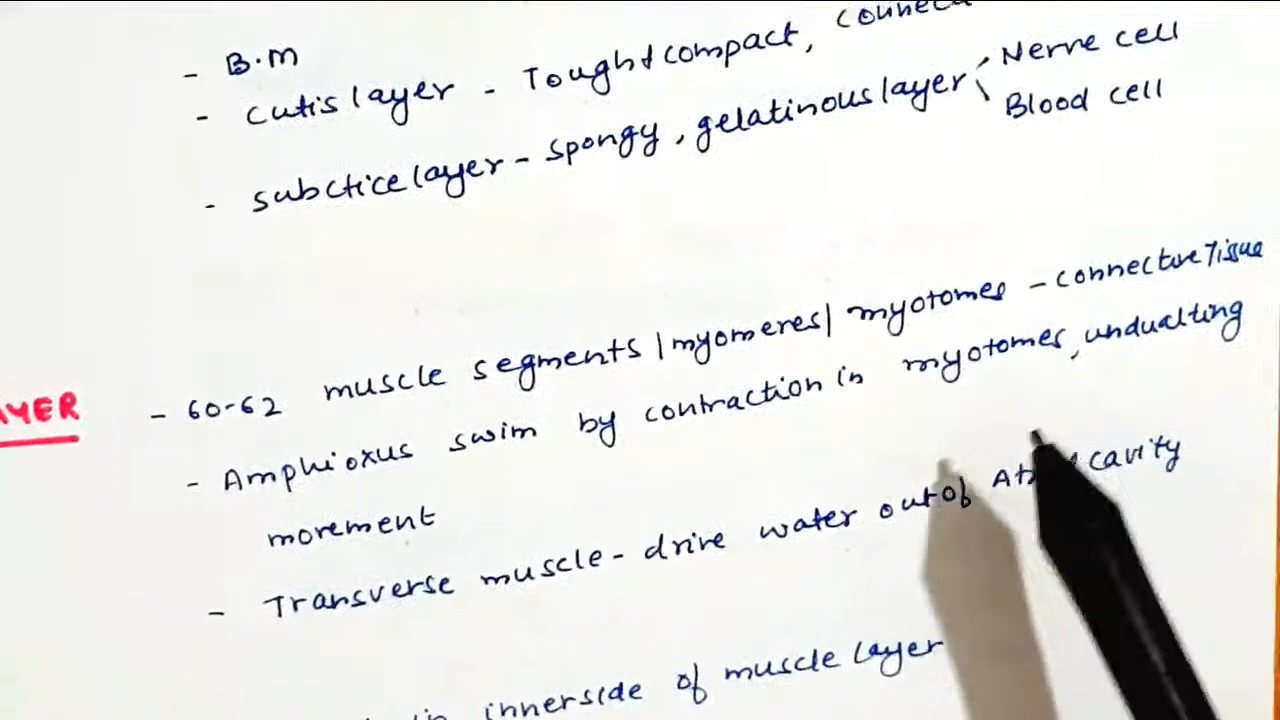 - B.M
- cutis layer - Tought compact,
Nerve cell
- subctice layer - spongy, gelatinous layer
Blood cell
- 60-62 muscle segments | myomeres | myotomes - connective Tissue
- Amphioxus swim by contraction in myotomes, undualting
movement
- Transverse muscle - drive water out of cavity
innerside of muscle layer